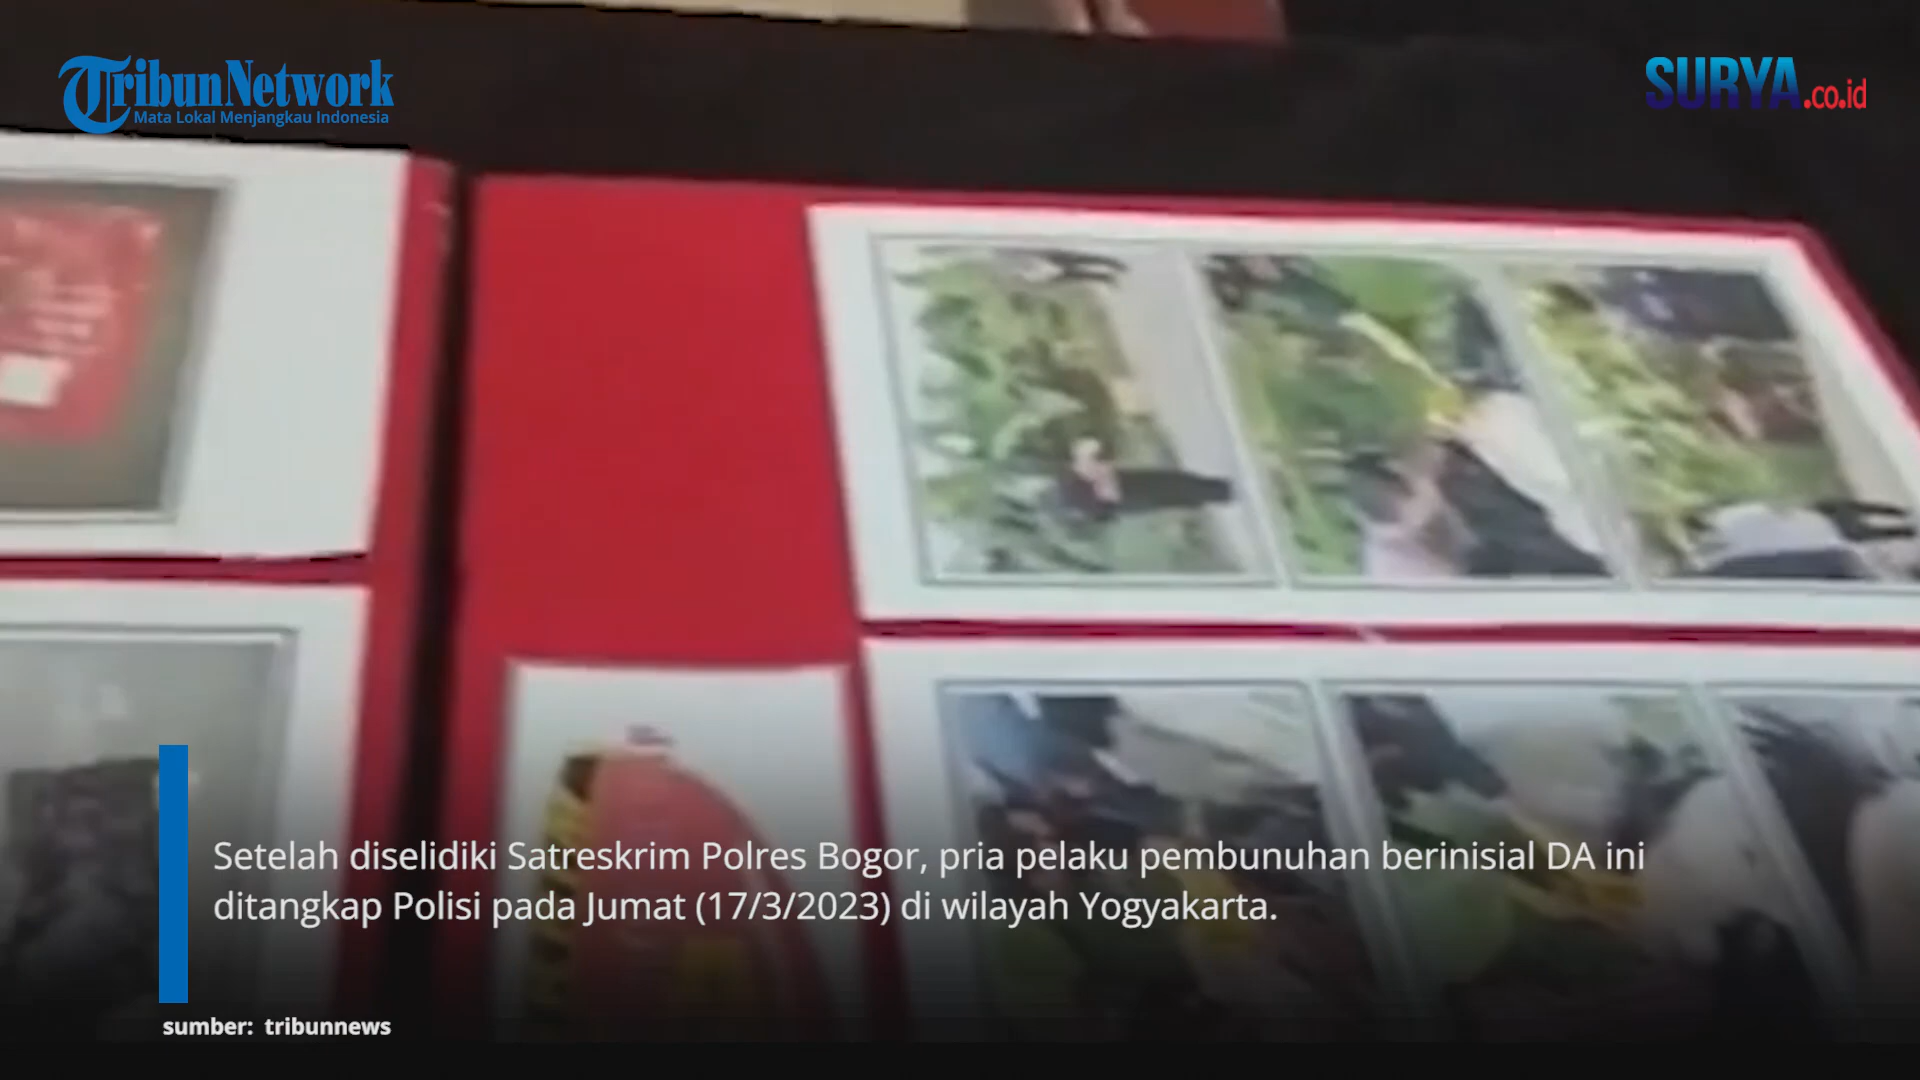 TribunNetwork
Mata Lokal Menjangkau Indonesia
SURYA.co.id
Setelah diselidiki Satreskrim Polres Bogor, pria pelaku pembunuhan berinisial DA ini
ditangkap Polisi pada Jumat (17/3/2023) di wilayah Yogyakarta.
sumber: tribunnews